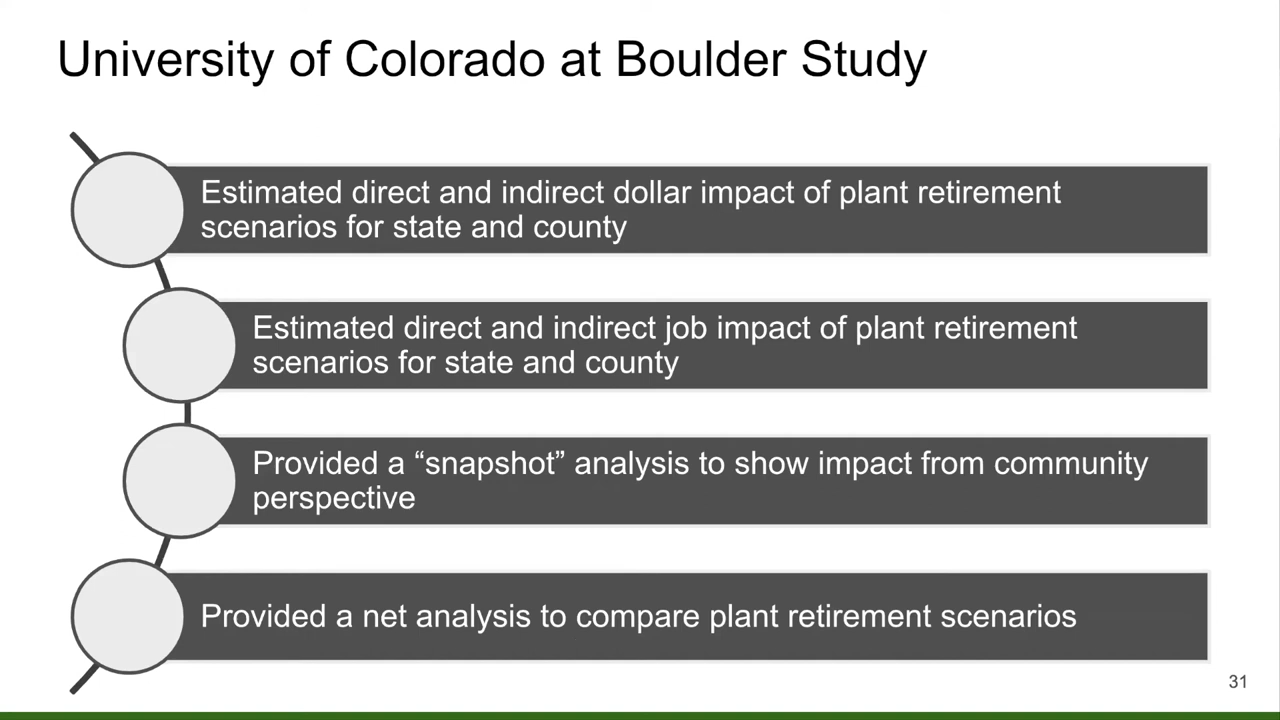 University of Colorado at Boulder Study
Estimated direct and indirect dollar impact of plant retirement
scenarios for state and county
Estimated direct and indirect job impact of plant retirement
scenarios for state and county
Provided a “snapshot” analysis to show impact from community
perspective
Provided a net analysis to compare plant retirement scenarios
31